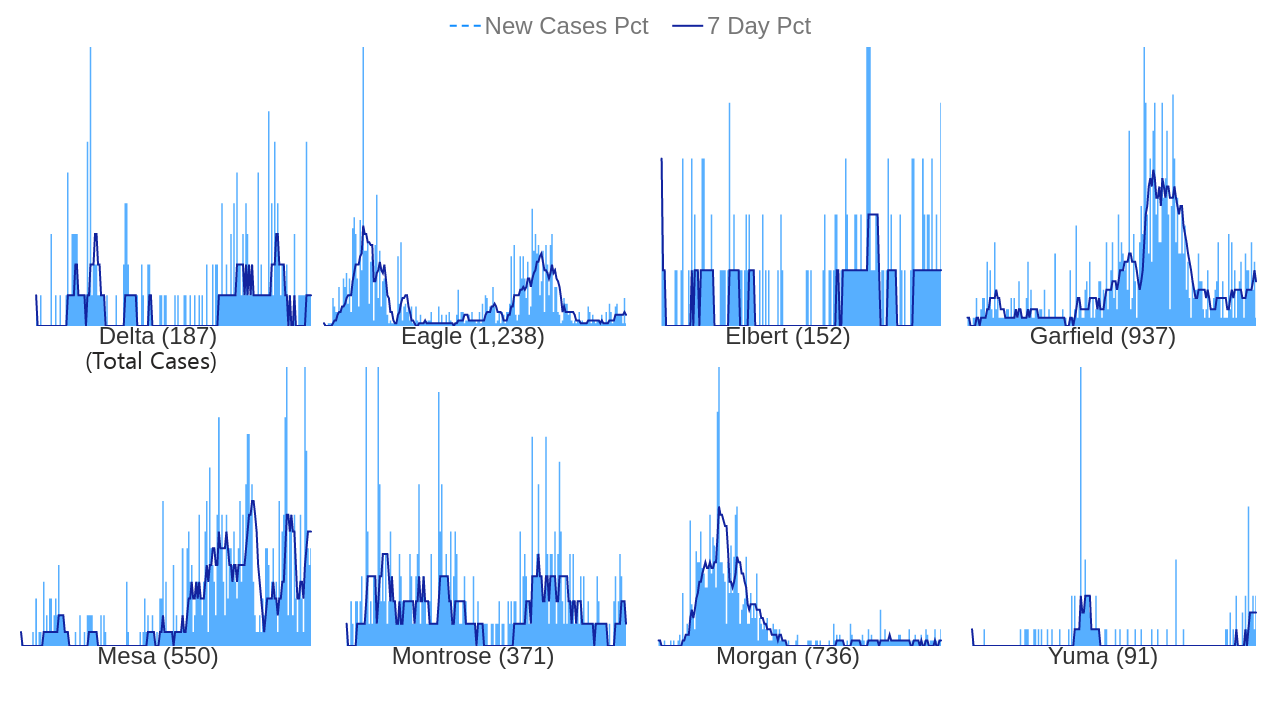 New Cases Pct 7 Day Pct
Delta (187) Eagle (1,238) Elbert (152) Garfield (937)
(Total Cases)
Mesa (550) Montrose (371) Morgan (736) Yuma (91)